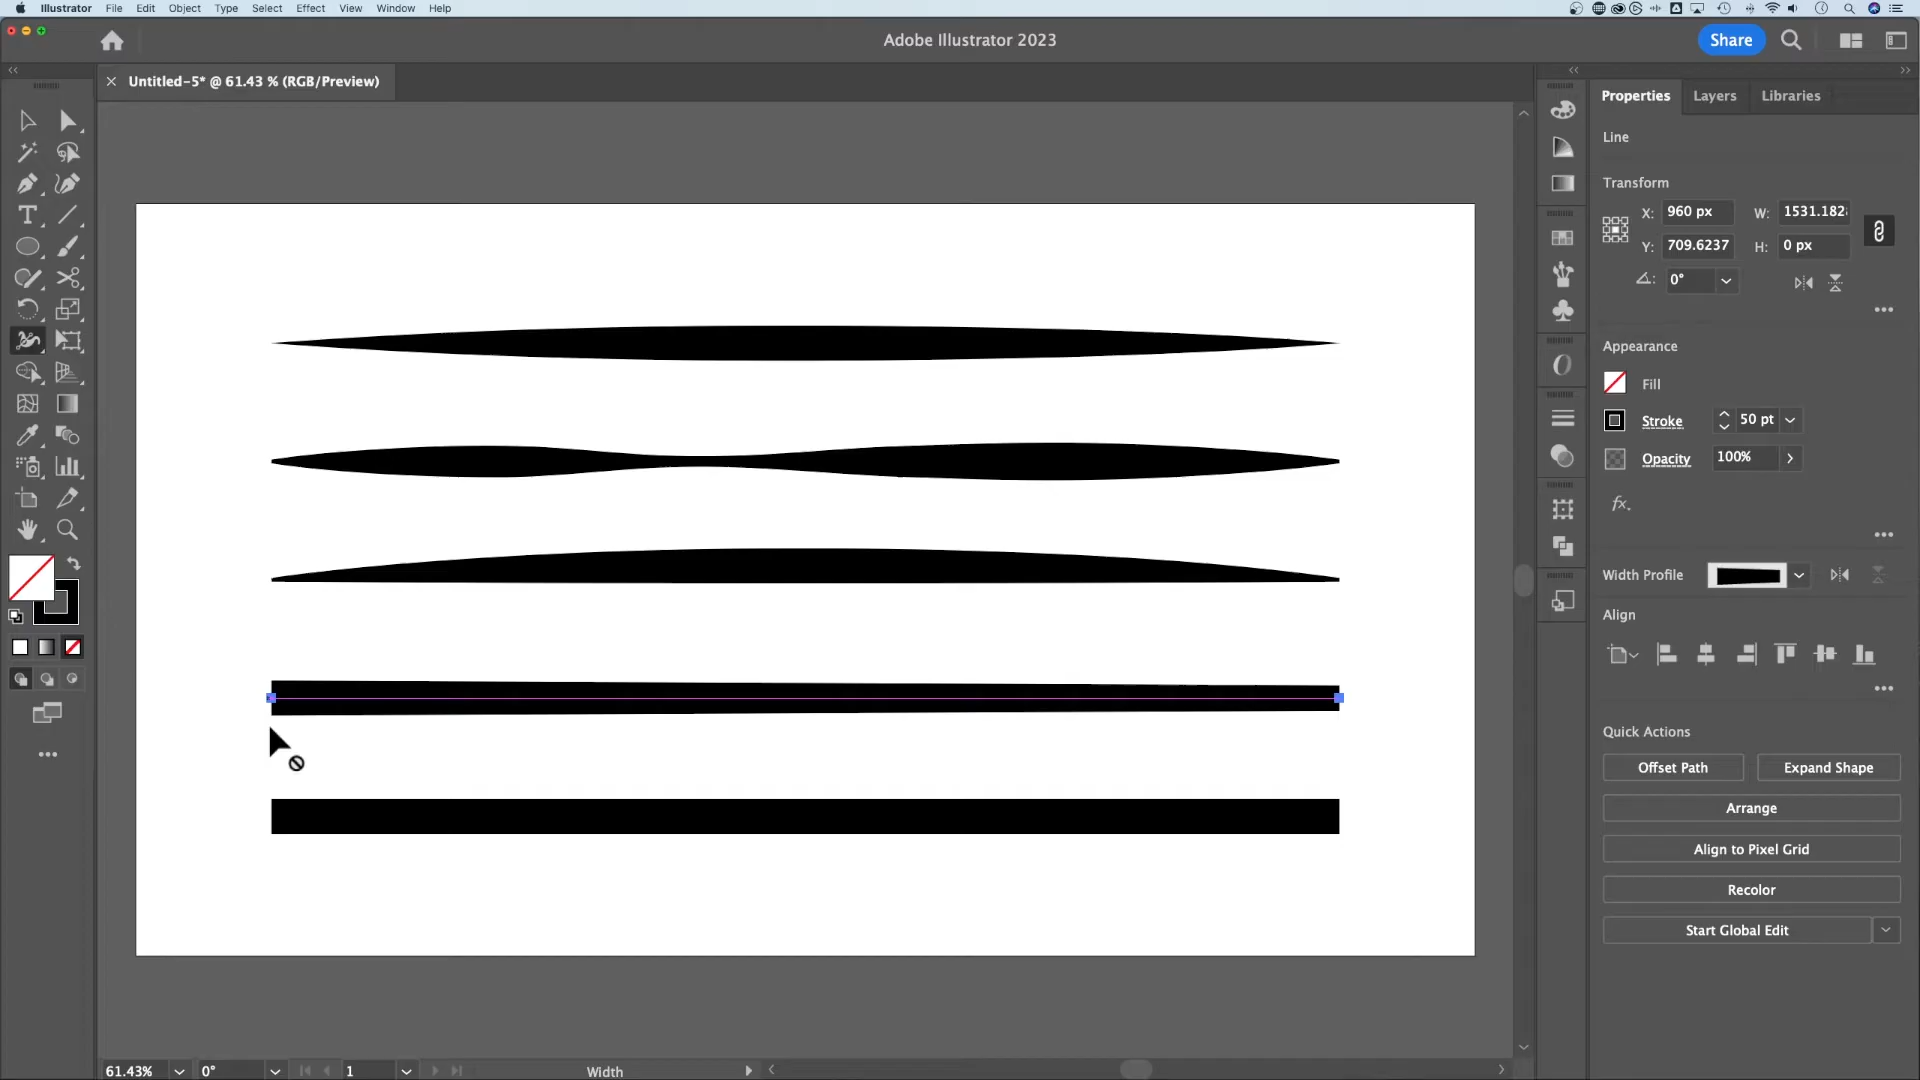 Illustrator File Edit Object Type Select Effect View Window Help
Adobe Illustrator 2023
Share
Untitled-5* @ 61.43 % (RGB/Preview)
Properties Layers Libraries
Line
Transform
X: 960 px W: 1531.182
Y: 709.6237 H: 0 px
0°
Appearance
Fill
Stroke 50 pt
Opacity 100%
fx.
Width Profile
Align
Quick Actions
Offset Path Expand Shape
Arrange
Align to Pixel Grid
Recolor
Start Global Edit
61.43% 0° 1 Width